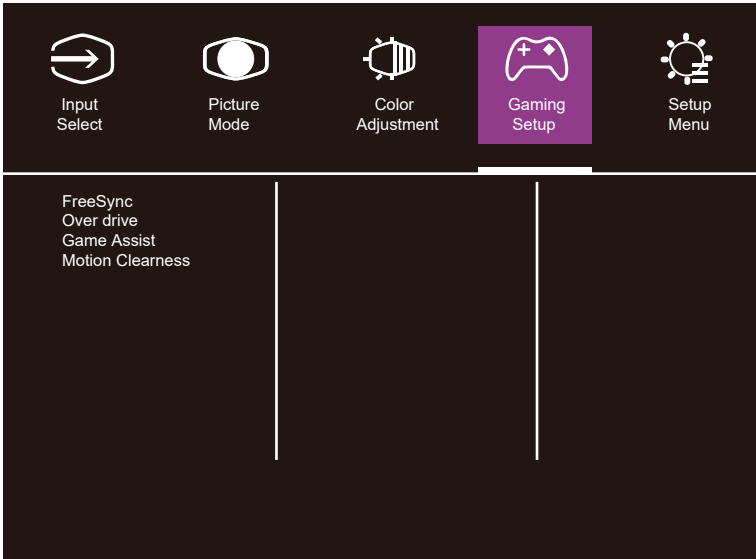 Input
Select
Picture
Mode
Color
Adjustment
Gaming
Setup
Setup
Menu
FreeSync
Over drive
Game Assist
Motion Clearness